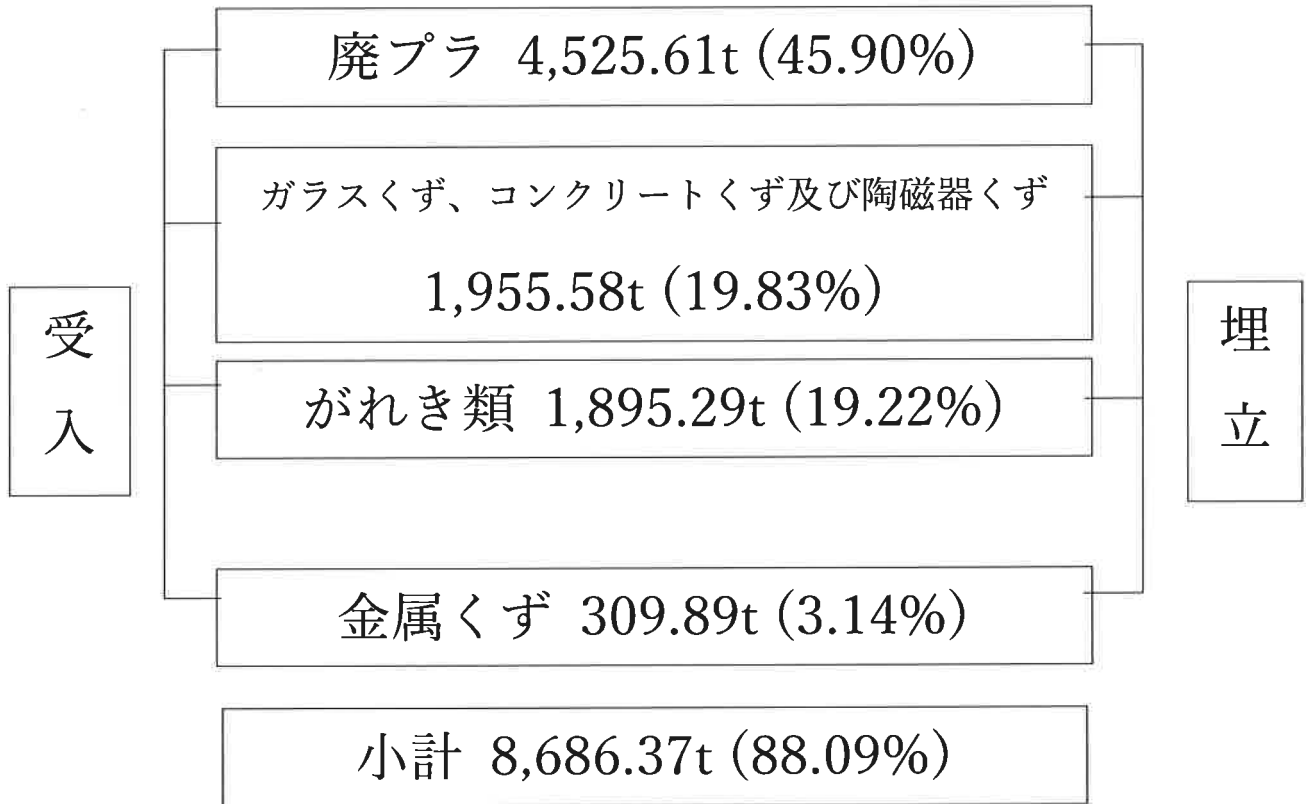 廃プラ 4,525.61t (45.90%)
ガラスくず、コンクリートくず及び陶磁器くず
1,955.58t (19.83%)
受入
がれき類 1,895.29t (19.22%)
埋立
金属くず 309.89t (3.14%)
小計 8,686.37t (88.09%)